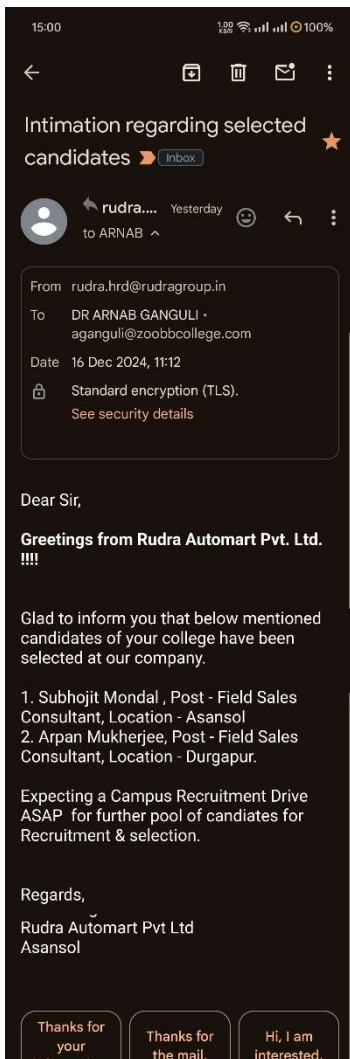 15:00
1.00 KB/S 100%
Intimation regarding selected
candidates Inbox
rudra.... Yesterday
to ARNAB
From rudra.hrd@rudragroup.in
To DR ARNAB GANGULI •
aganguli@zoobbcollege.com
Date 16 Dec 2024, 11:12
Standard encryption (TLS).
See security details
Dear Sir,
Greetings from Rudra Automart Pvt. Ltd.
!!!!
Glad to inform you that below mentioned
candidates of your college have been
selected at our company.
1. Subhojit Mondal , Post - Field Sales
Consultant, Location - Asansol
2. Arpan Mukherjee, Post - Field Sales
Consultant, Location - Durgapur.
Expecting a Campus Recruitment Drive
ASAP for further pool of candiates for
Recruitment & selection.
Regards,
Rudra Automart Pvt Ltd
Asansol
Thanks for
your
Thanks for
the mail.
Hi, I am
interested.